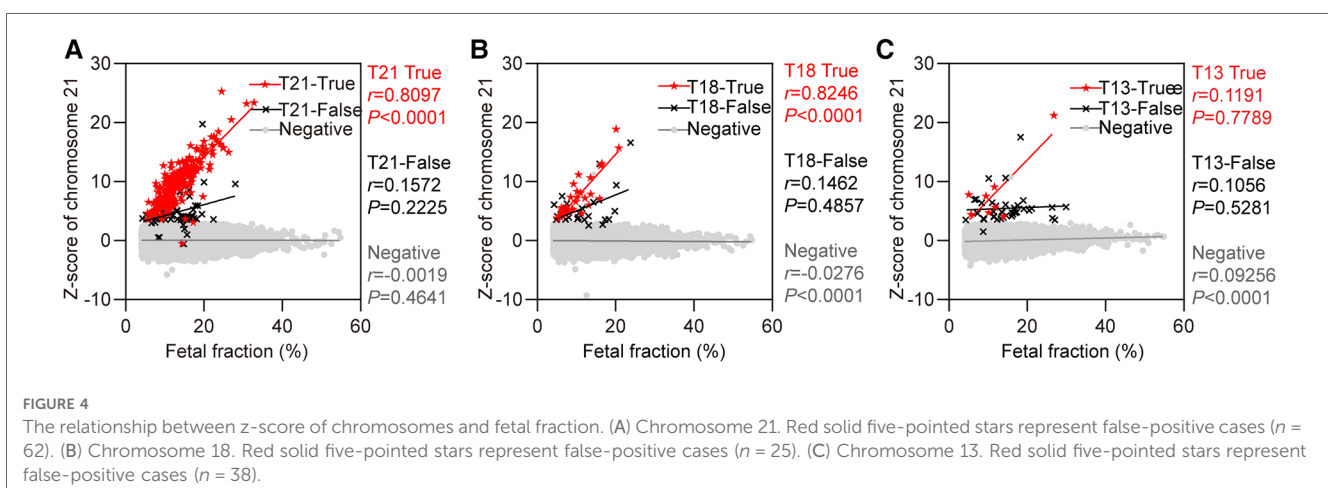 A
Z-score of chromosome 21
30
20
10
0
-10
0
20
40
60
Fetal fraction (%)
T21-True
T21-False
Negative
T21 True
r=0.8097
P<0.0001
T21-False
r=0.1572
P=0.2225
Negative
r=-0.0019
P=0.4641
B
Z-score of chromosome 21
30
20
10
0
-10
0
20
40
60
Fetal fraction (%)
T18-True
T18-False
Negative
T18 True
r=0.8246
P<0.0001
T18-False
r=0.1462
P=0.4857
Negative
r=-0.0276
P<0.0001
C
Z-score of chromosome 21
30
20
10
0
-10
0
20
40
60
Fetal fraction (%)
T13-Truee
T13-False
Negative
T13 True
r=0.1191
P=0.7789
T13-False
r=0.1056
P=0.5281
Negative
r=0.09256
P<0.0001
FIGURE 4
The relationship between z-score of chromosomes and fetal fraction. (A) Chromosome 21. Red solid five-pointed stars represent false-positive cases (n =
62). (B) Chromosome 18. Red solid five-pointed stars represent false-positive cases (n = 25). (C) Chromosome 13. Red solid five-pointed stars represent
false-positive cases (n = 38).